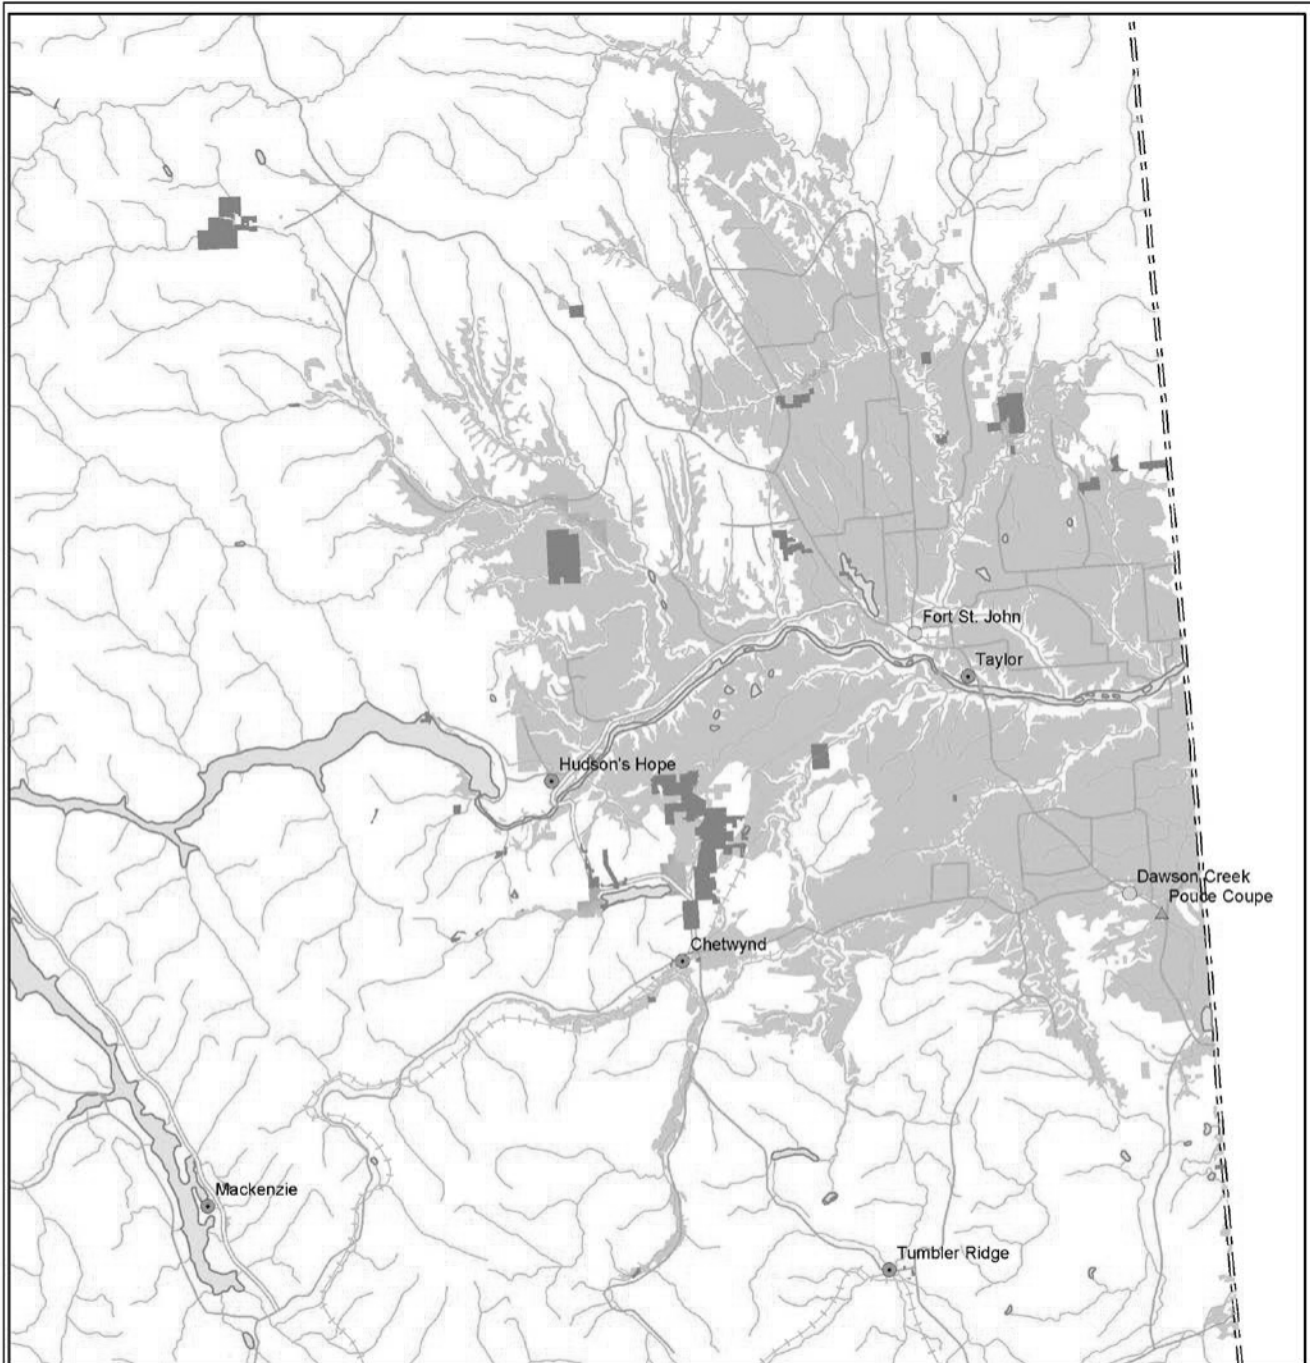 Fort St. John
Taylor
Hudson's Hope
Dawson Creek
Pouce Coupe
Chetwynd
Mackenzie
Tumbler Ridge